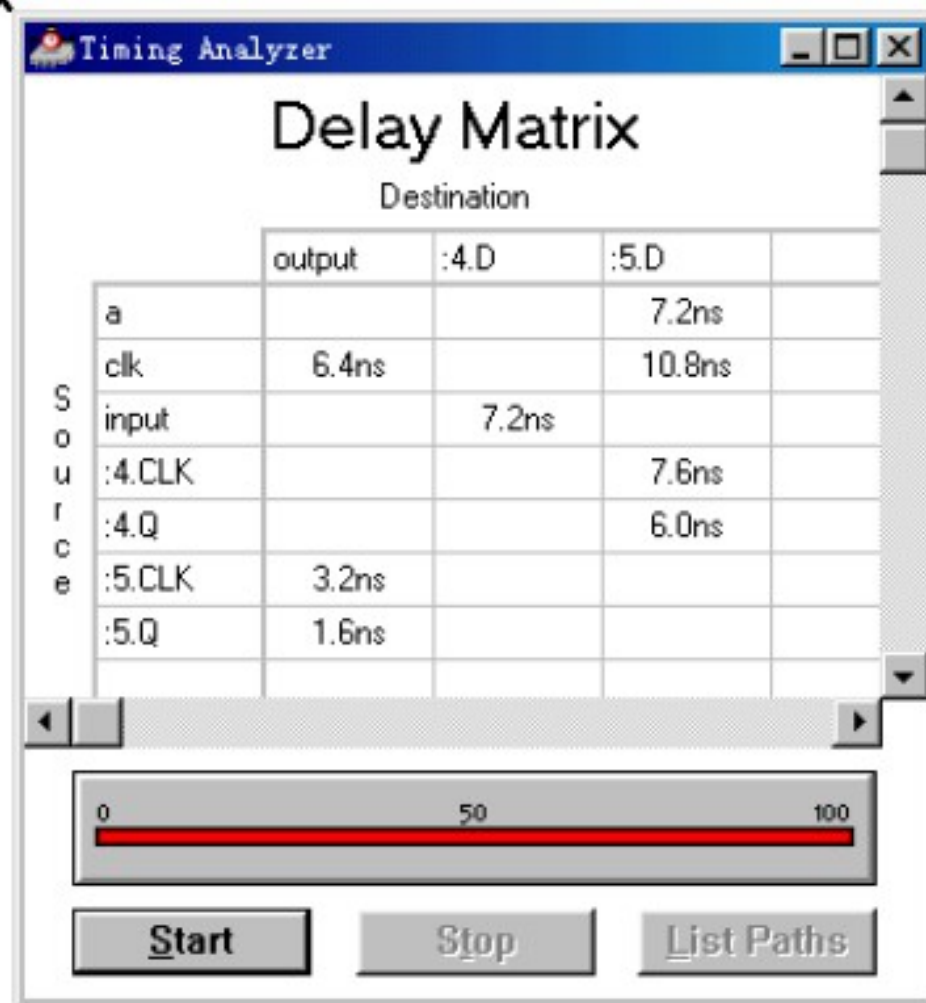 Timing Analyzer
Delay Matrix
Destination
output :4.D :5.D
Source
a 7.2ns
clk 6.4ns 10.8ns
input 7.2ns
:4.CLK 7.6ns
:4.Q 6.0ns
:5.CLK 3.2ns
:5.Q 1.6ns
0 50 100
Start Stop List Paths